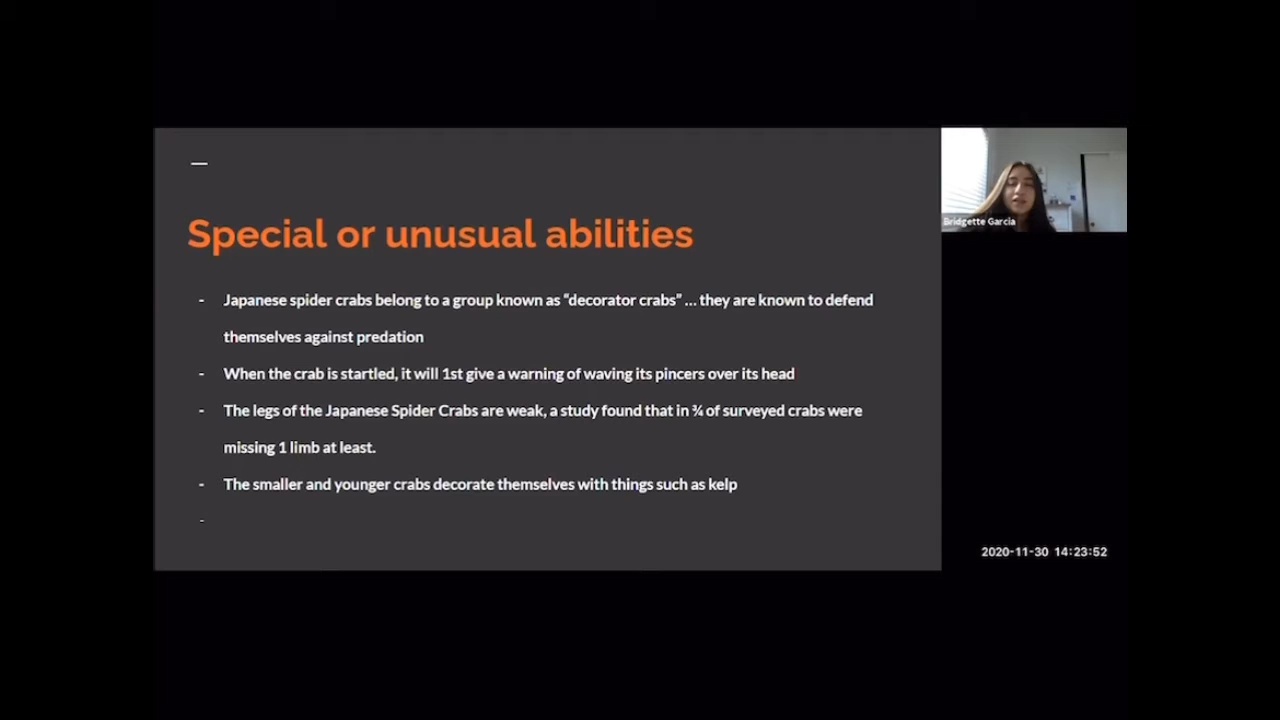 Special or unusual abilities
- Japanese spider crabs belong to a group known as “decorator crabs” ... they are known to defend
themselves against predation
- When the crab is startled, it will 1st give a warning of waving its pincers over its head
- The legs of the Japanese Spider Crabs are weak, a study found that in ¾ of surveyed crabs were
missing 1 limb at least.
- The smaller and younger crabs decorate themselves with things such as kelp
-
Bridgette Garcia
2020-11-30 14:23:52